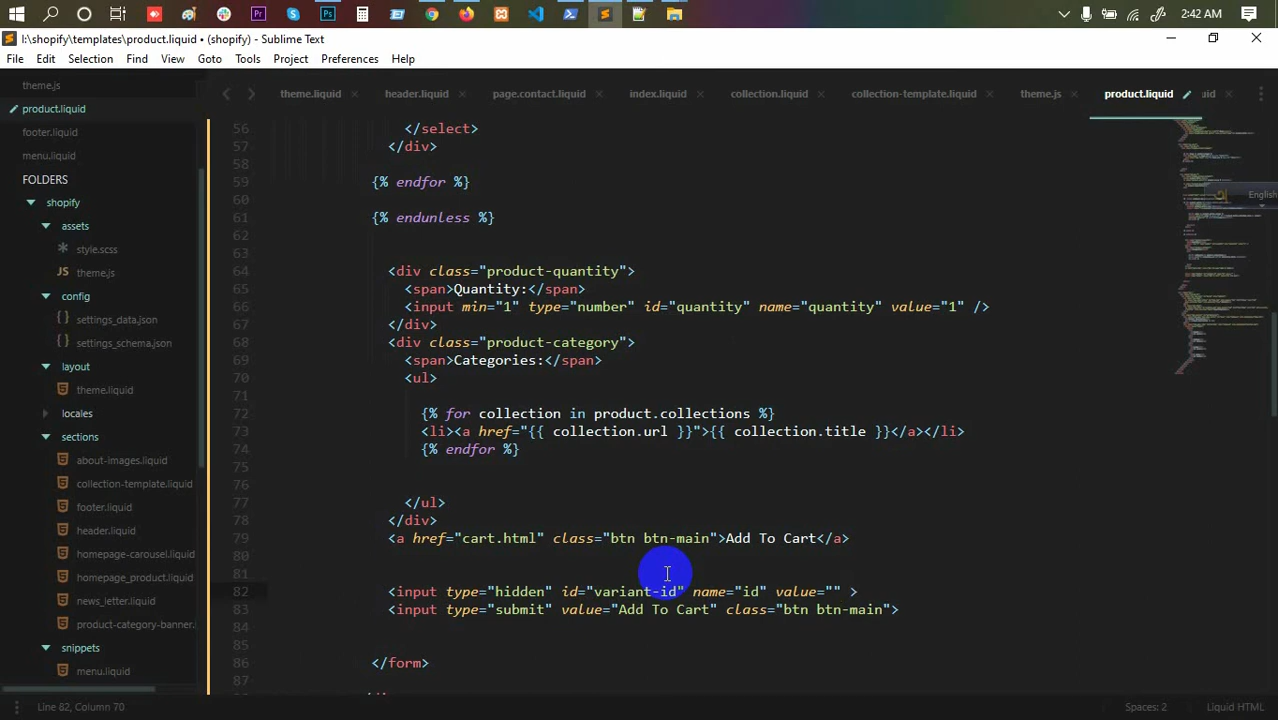 2:42 AM
I:\shopify\templates\product.liquid • (shopify) - Sublime Text
File Edit Selection Find View Goto Tools Project Preferences Help
theme.js
product.liquid
footer.liquid
menu.liquid
FOLDERS
shopify
assets
style.scss
JS theme.js
config
{} settings_data.json
{} settings_schema.json
layout
theme.liquid
locales
sections
about-images.liquid
collection-template.liquid
footer.liquid
header.liquid
homepage-carousel.liquid
homepage_product.liquid
news_letter.liquid
product-category-banner.
snippets
menu.liquid
theme.liquid header.liquid page.contact.liquid index.liquid collection.liquid collection-template.liquid theme.js product.liquid uid
English
56 </select>
57 </div>
58
59 {% endfor %}
60
61 {% endunless %}
62
63
64 <div class="product-quantity">
65 <span>Quantity:</span>
66 <input min="1" type="number" id="quantity" name="quantity" value="1" />
67 </div>
68 <div class="product-category">
69 <span>Categories:</span>
70 <ul>
71
72 {% for collection in product.collections %}
73 <li><a href="{{ collection.url }}">{{ collection.title }}</a></li>
74 {% endfor %}
75
76
77 </ul>
78 </div>
79 <a href="cart.html" class="btn btn-main">Add To Cart</a>
80
81
82 <input type="hidden" id="variant-id" name="id" value="" >
83 <input type="submit" value="Add To Cart" class="btn btn-main">
84
85
86 </form>
87
Line 82, Column 70
Spaces: 2 Liquid HTML